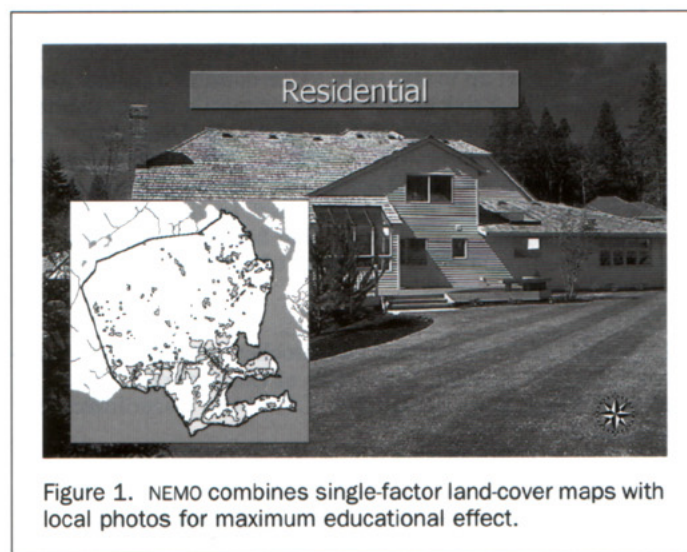 Residential
Figure 1. NEMO combines single-factor land-cover maps with
local photos for maximum educational effect.